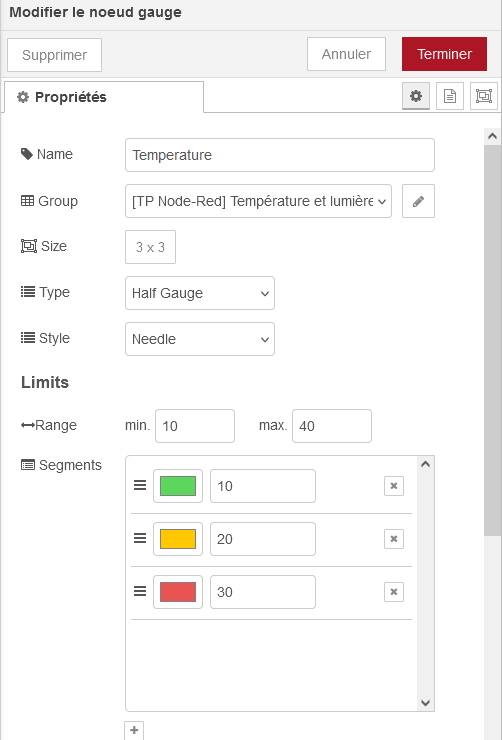 Modifier le noeud gauge
Supprimer
Annuler
Terminer
Propriétés
Name
Temperature
Group
[TP Node-Red] Température et lumière
Size
3 x 3
Type
Half Gauge
Style
Needle
Limits
Range
min.
10
max.
40
Segments
10
20
30